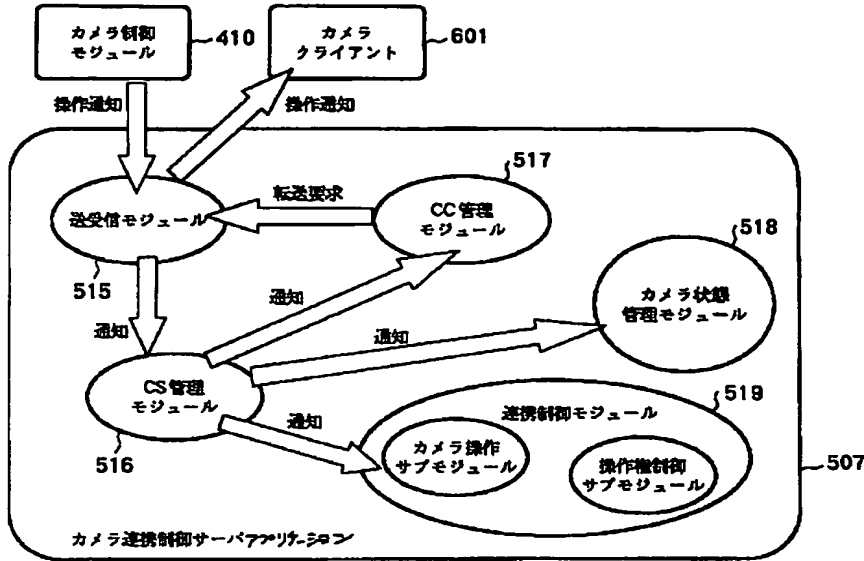 カメラ制御
モジュール
410
カメラ
クライアント
601
操作通知
操作通知
517
転送要求
CC管理
モジュール
送受信モジュール
518
515
通知
カメラ状態
管理モジュール
通知
通知
CS管理
モジュール
519
通知
連携制御モジュール
カメラ操作
サブモジュール
516
操作権制御
サブモジュール
507
カメラ連携制御サーバアプリケーション